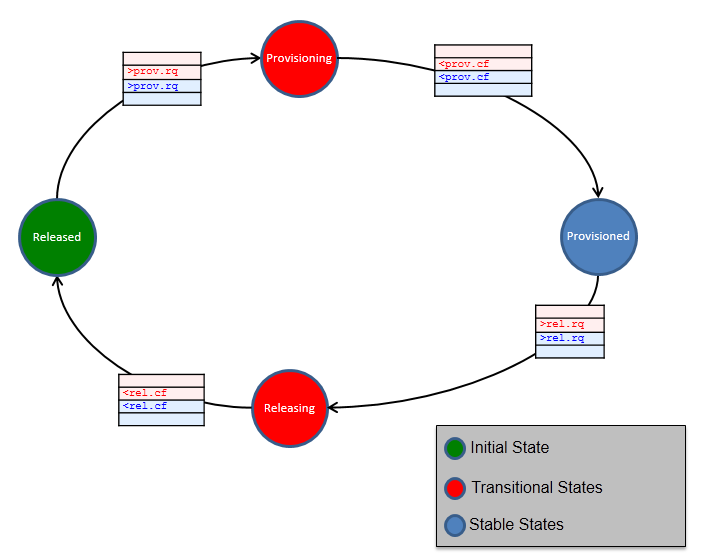 Provisioning
>prov.rq
>prov.rq
<prov.cf
<prov.cf
Released
Provisioned
>rel.rq
>rel.rq
<rel.cf
<rel.cf
Releasing
Initial State
Transitional States
Stable States